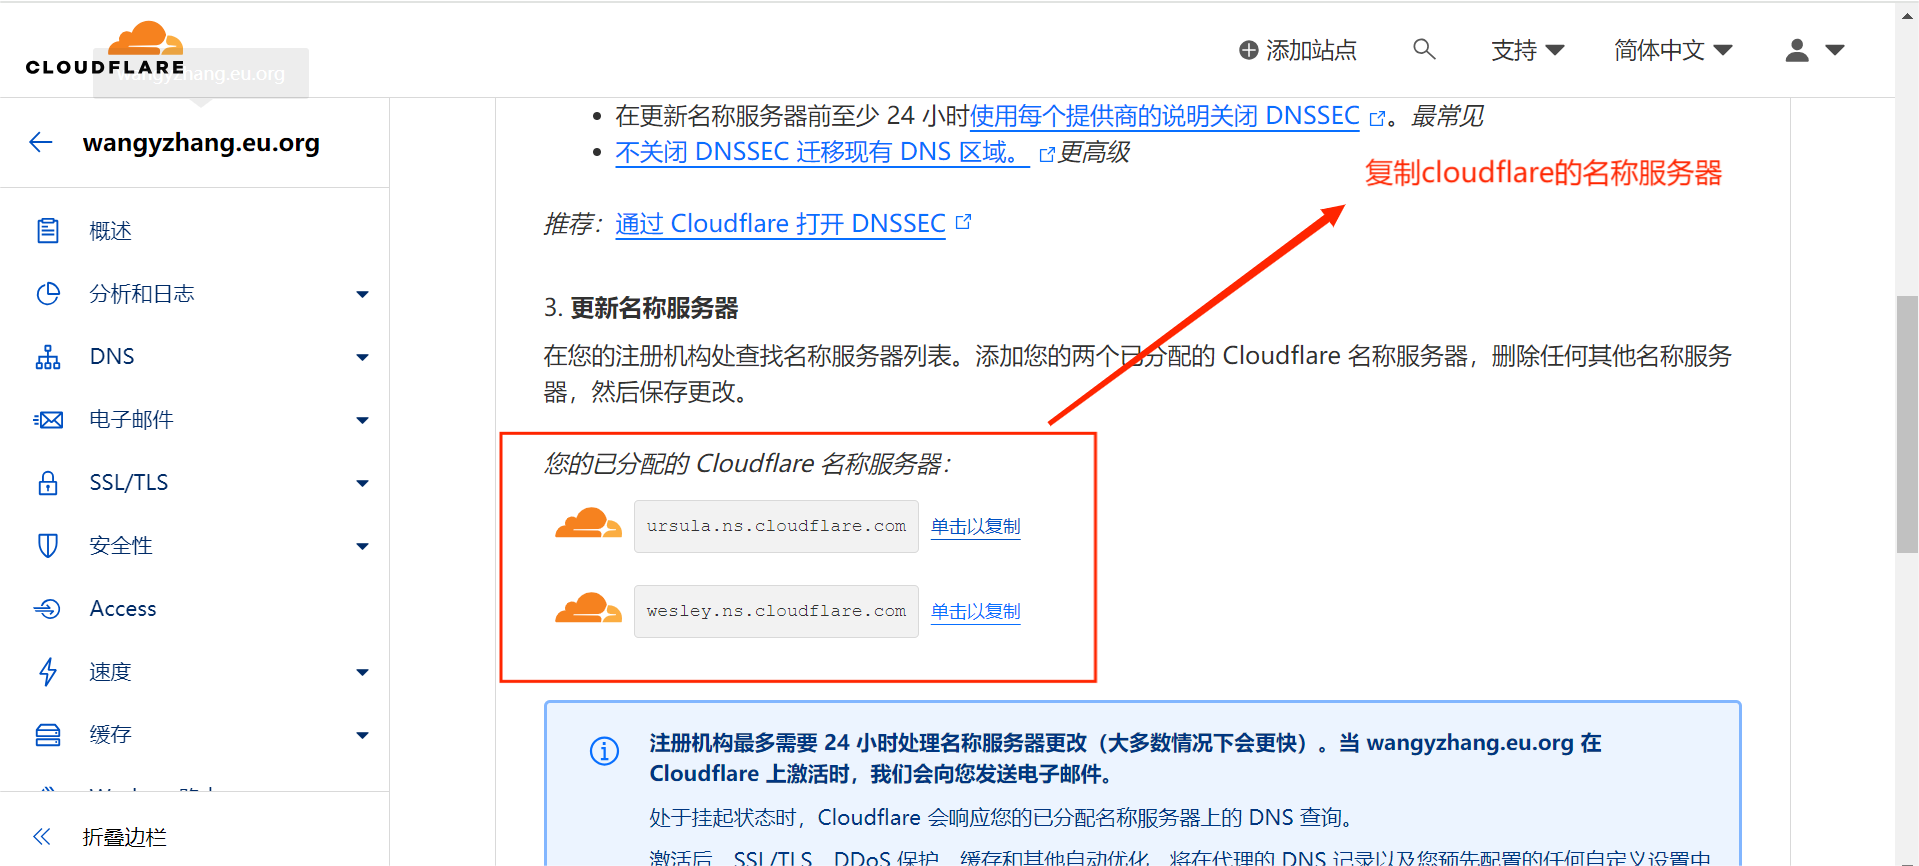 CLOUDFLARE
wangyzhang.eu.org
添加站点
支持
简体中文
wangyzhang.eu.org
概述
分析和日志
DNS
电子邮件
SSL/TLS
安全性
Access
速度
缓存
折叠边栏
在更新名称服务器前至少 24 小时使用每个提供商的说明关闭 DNSSEC 。最常见
不关闭 DNSSEC 迁移现有 DNS 区域。 更高级
复制cloudflare的名称服务器
推荐：通过 Cloudflare 打开 DNSSEC
3. 更新名称服务器
在您的注册机构处查找名称服务器列表。添加您的两个已分配的 Cloudflare 名称服务器，删除任何其他名称服务
器，然后保存更改。
您的已分配的 Cloudflare 名称服务器：
ursula.ns.cloudflare.com 单击以复制
wesley.ns.cloudflare.com 单击以复制
注册机构最多需要 24 小时处理名称服务器更改（大多数情况下会更快）。当 wangyzhang.eu.org 在
Cloudflare 上激活时，我们会向您发送电子邮件。
处于挂起状态时，Cloudflare 会响应您的已分配名称服务器上的 DNS 查询。
激活后，SSL/TLS、DDoS 保护、缓存和其他自动优化，将在代理的 DNS 记录以及您预先配置的任何自定义设置中